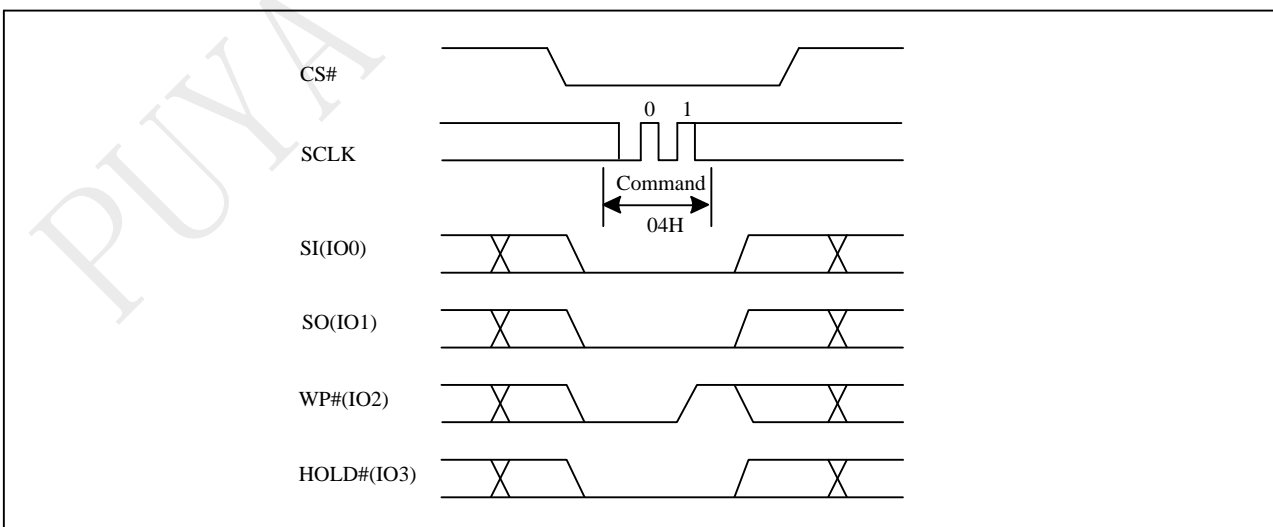 PUYA
CS#
0 1
SCLK
Command
04H
SI(IO0)
SO(IO1)
WP#(IO2)
HOLD#(IO3)